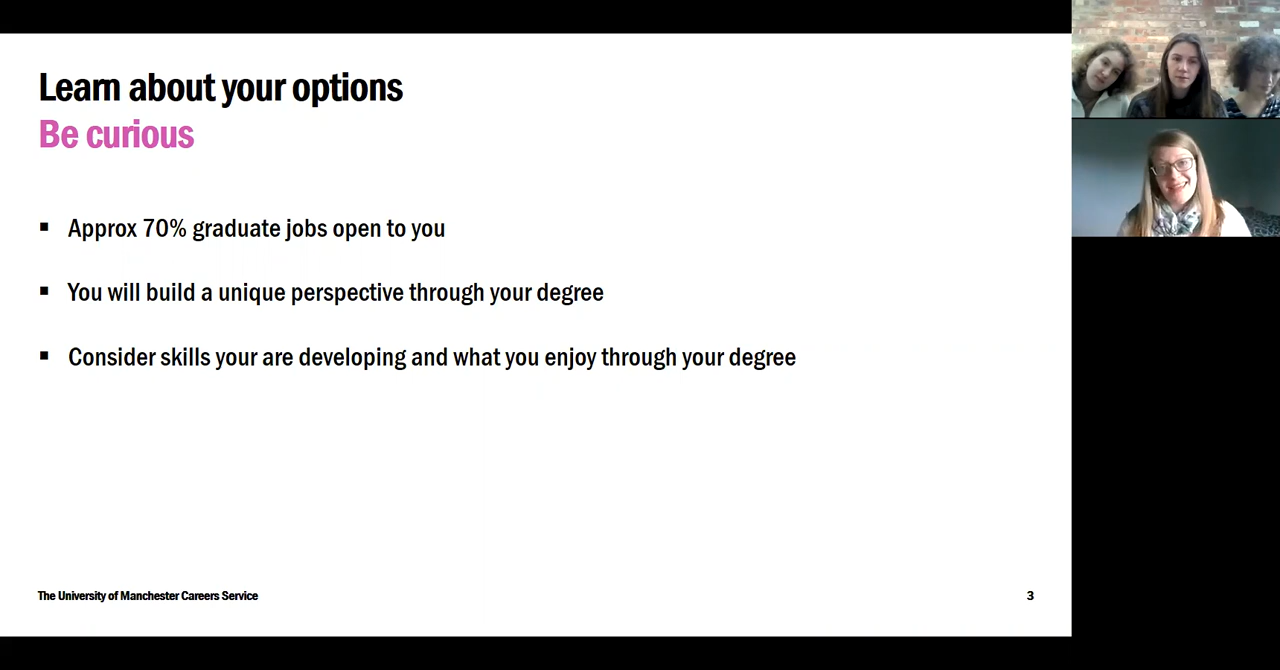 Learn about your options
Be curious
▪ Approx 70% graduate jobs open to you
▪ You will build a unique perspective through your degree
▪ Consider skills your are developing and what you enjoy through your degree
The University of Manchester Careers Service
3